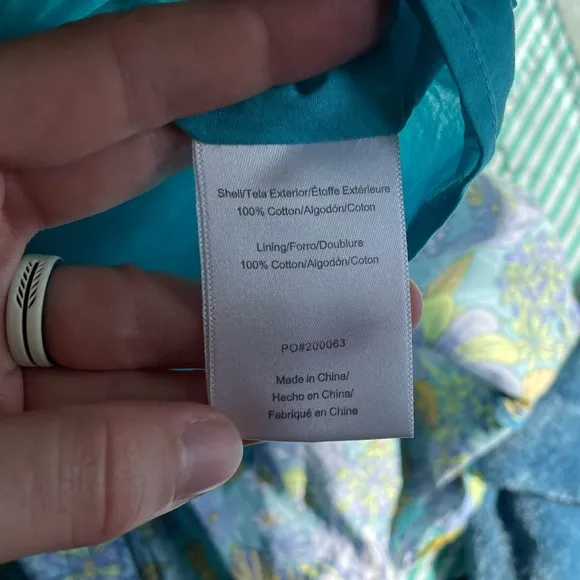 Shell/Tela Exterior/Étoffe Extérieure
100% Cotton/Algodón/Coton
Lining/Forro/Doublure
100% Cotton/Algodón/Coton
PO#200063
Made in China/
Hecho en China/
Fabriqué en Chine